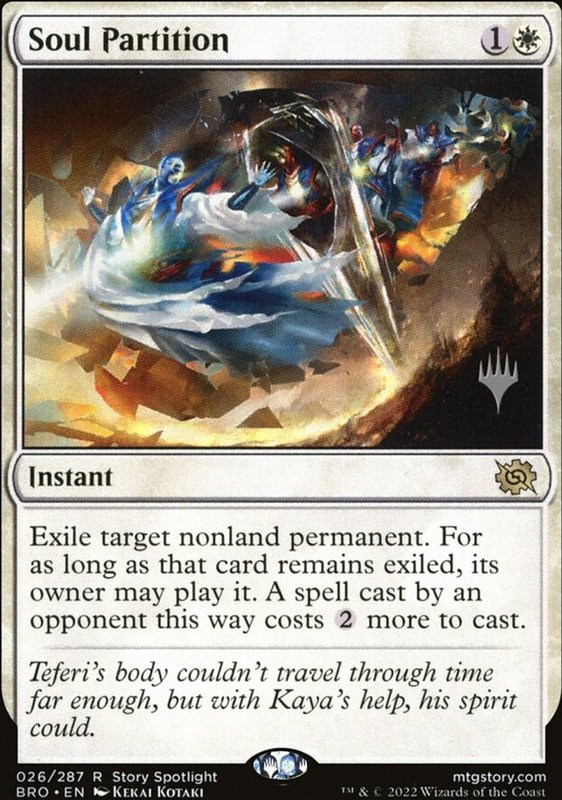 Soul Partition 1
Instant
Exile target nonland permanent. For
as long as that card remains exiled, its
owner may play it. A spell cast by an
opponent this way costs 2 more to cast.
Teferi's body couldn't travel through time
far enough, but with Kaya's help, his spirit
could.
026/287 R Story Spotlight mtgstory.com
BRO • EN Kekai Kotaki ™ & © 2022 Wizards of the Coast